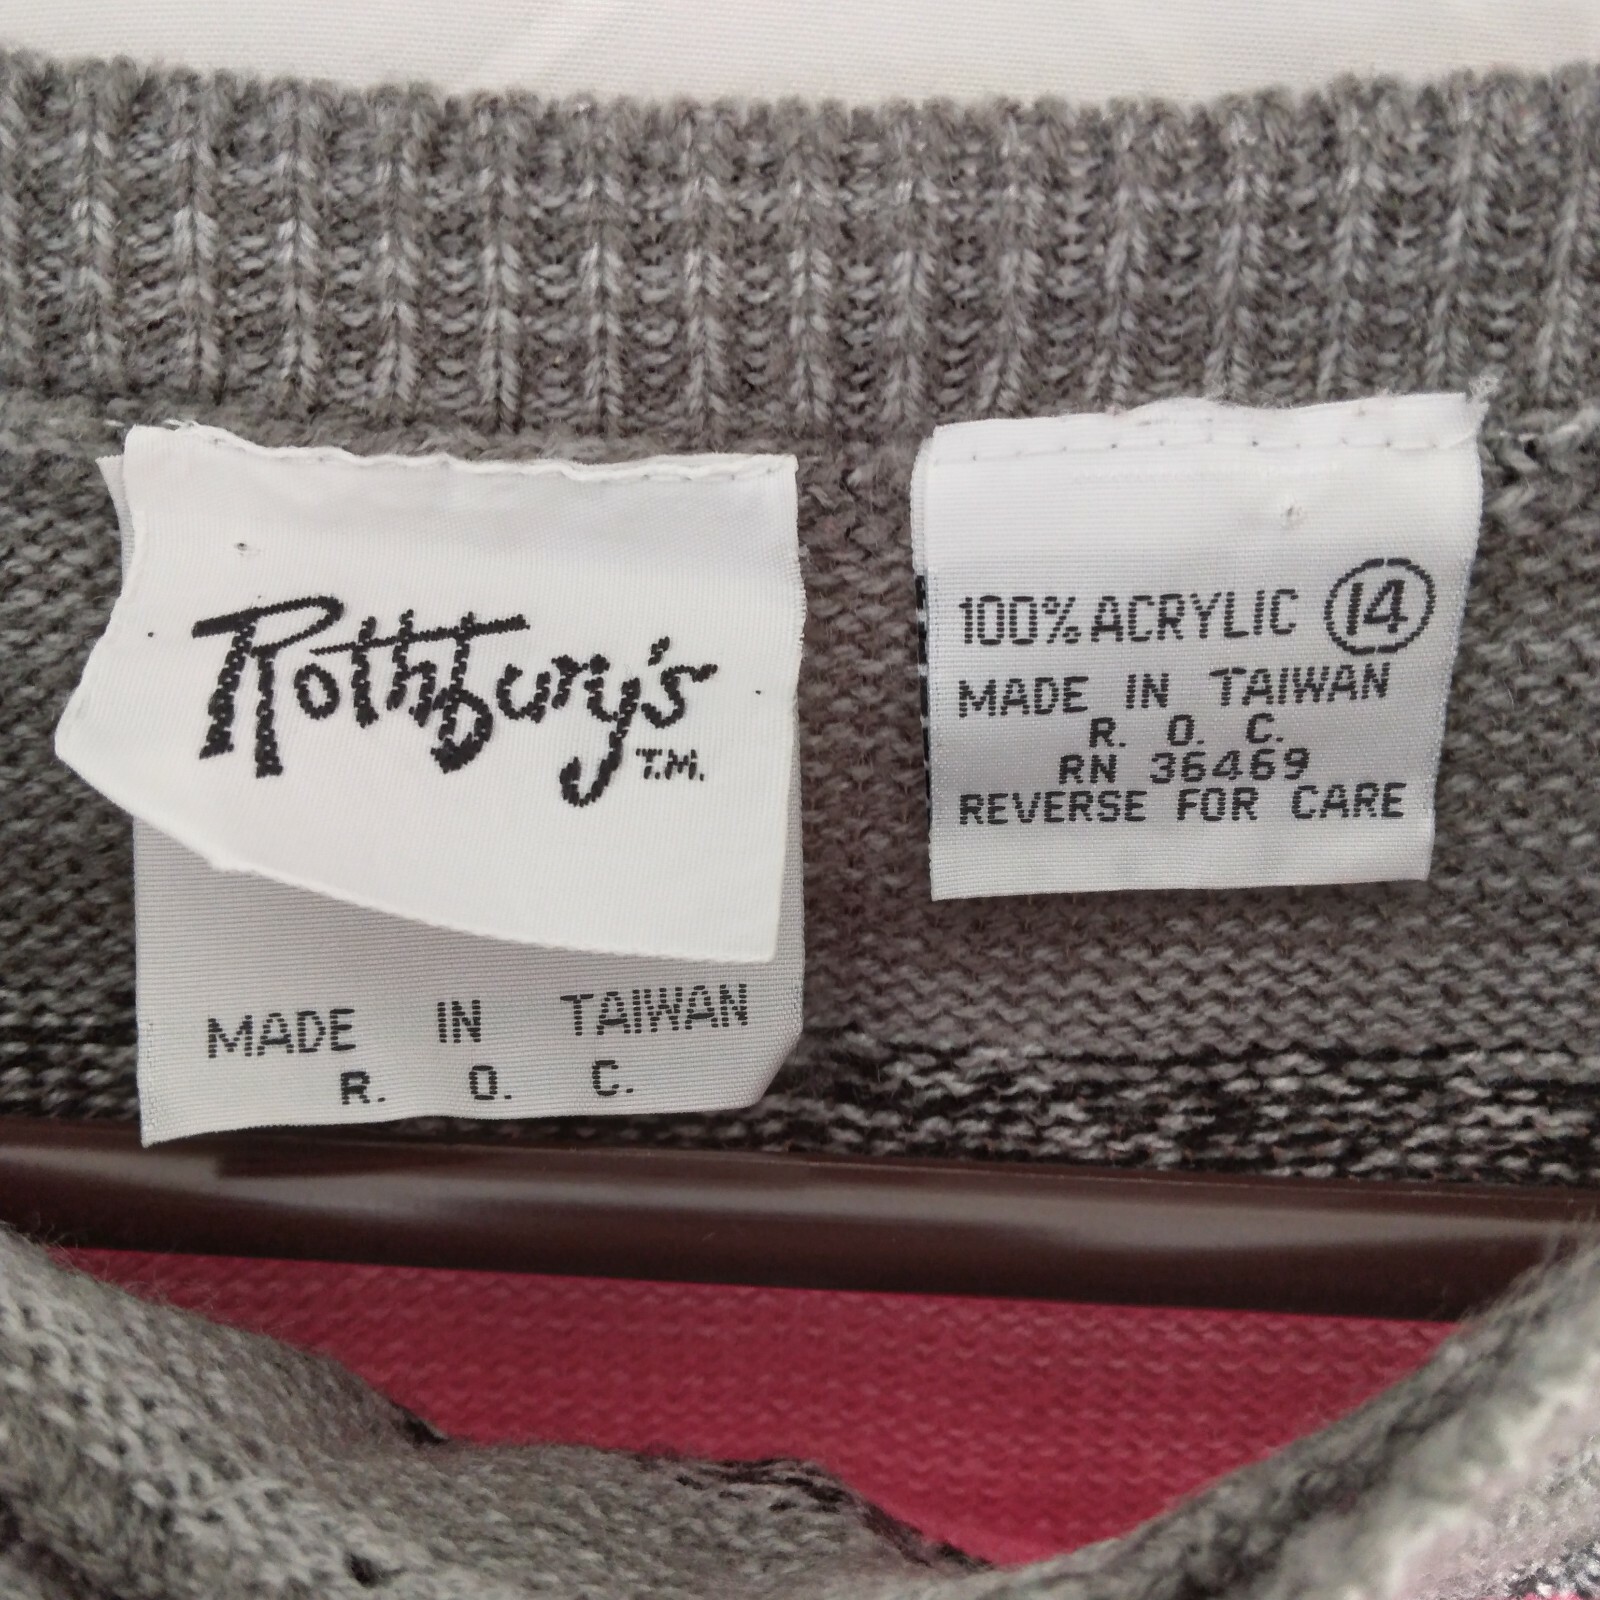 Rothbury's
T.M.
MADE IN TAIWAN
R. O. C.
100% ACRYLIC 14
MADE IN TAIWAN
R. O. C.
RN 36469
REVERSE FOR CARE